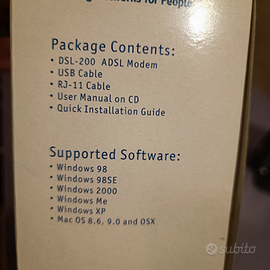 for People
Package Contents:
• DSL-200 ADSL Modem
• USB Cable
• RJ-11 Cable
• User Manual on CD
• Quick Installation Guide
Supported Software:
• Windows 98
• Windows 98SE
• Windows 2000
• Windows Me
• Windows XP
• Mac OS 8.6, 9.0 and OSX
subito